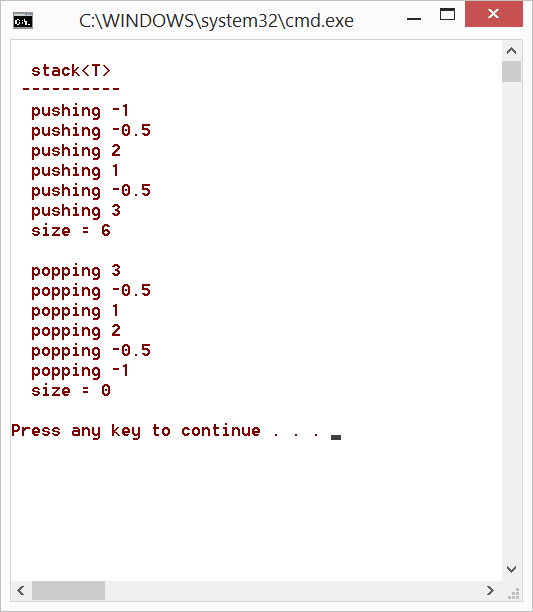 C:\WINDOWS\system32\cmd.exe
stack<T>
----------
pushing -1
pushing -0.5
pushing 2
pushing 1
pushing -0.5
pushing 3
size = 6
popping 3
popping -0.5
popping 1
popping 2
popping -0.5
popping -1
size = 0
Press any key to continue . . .